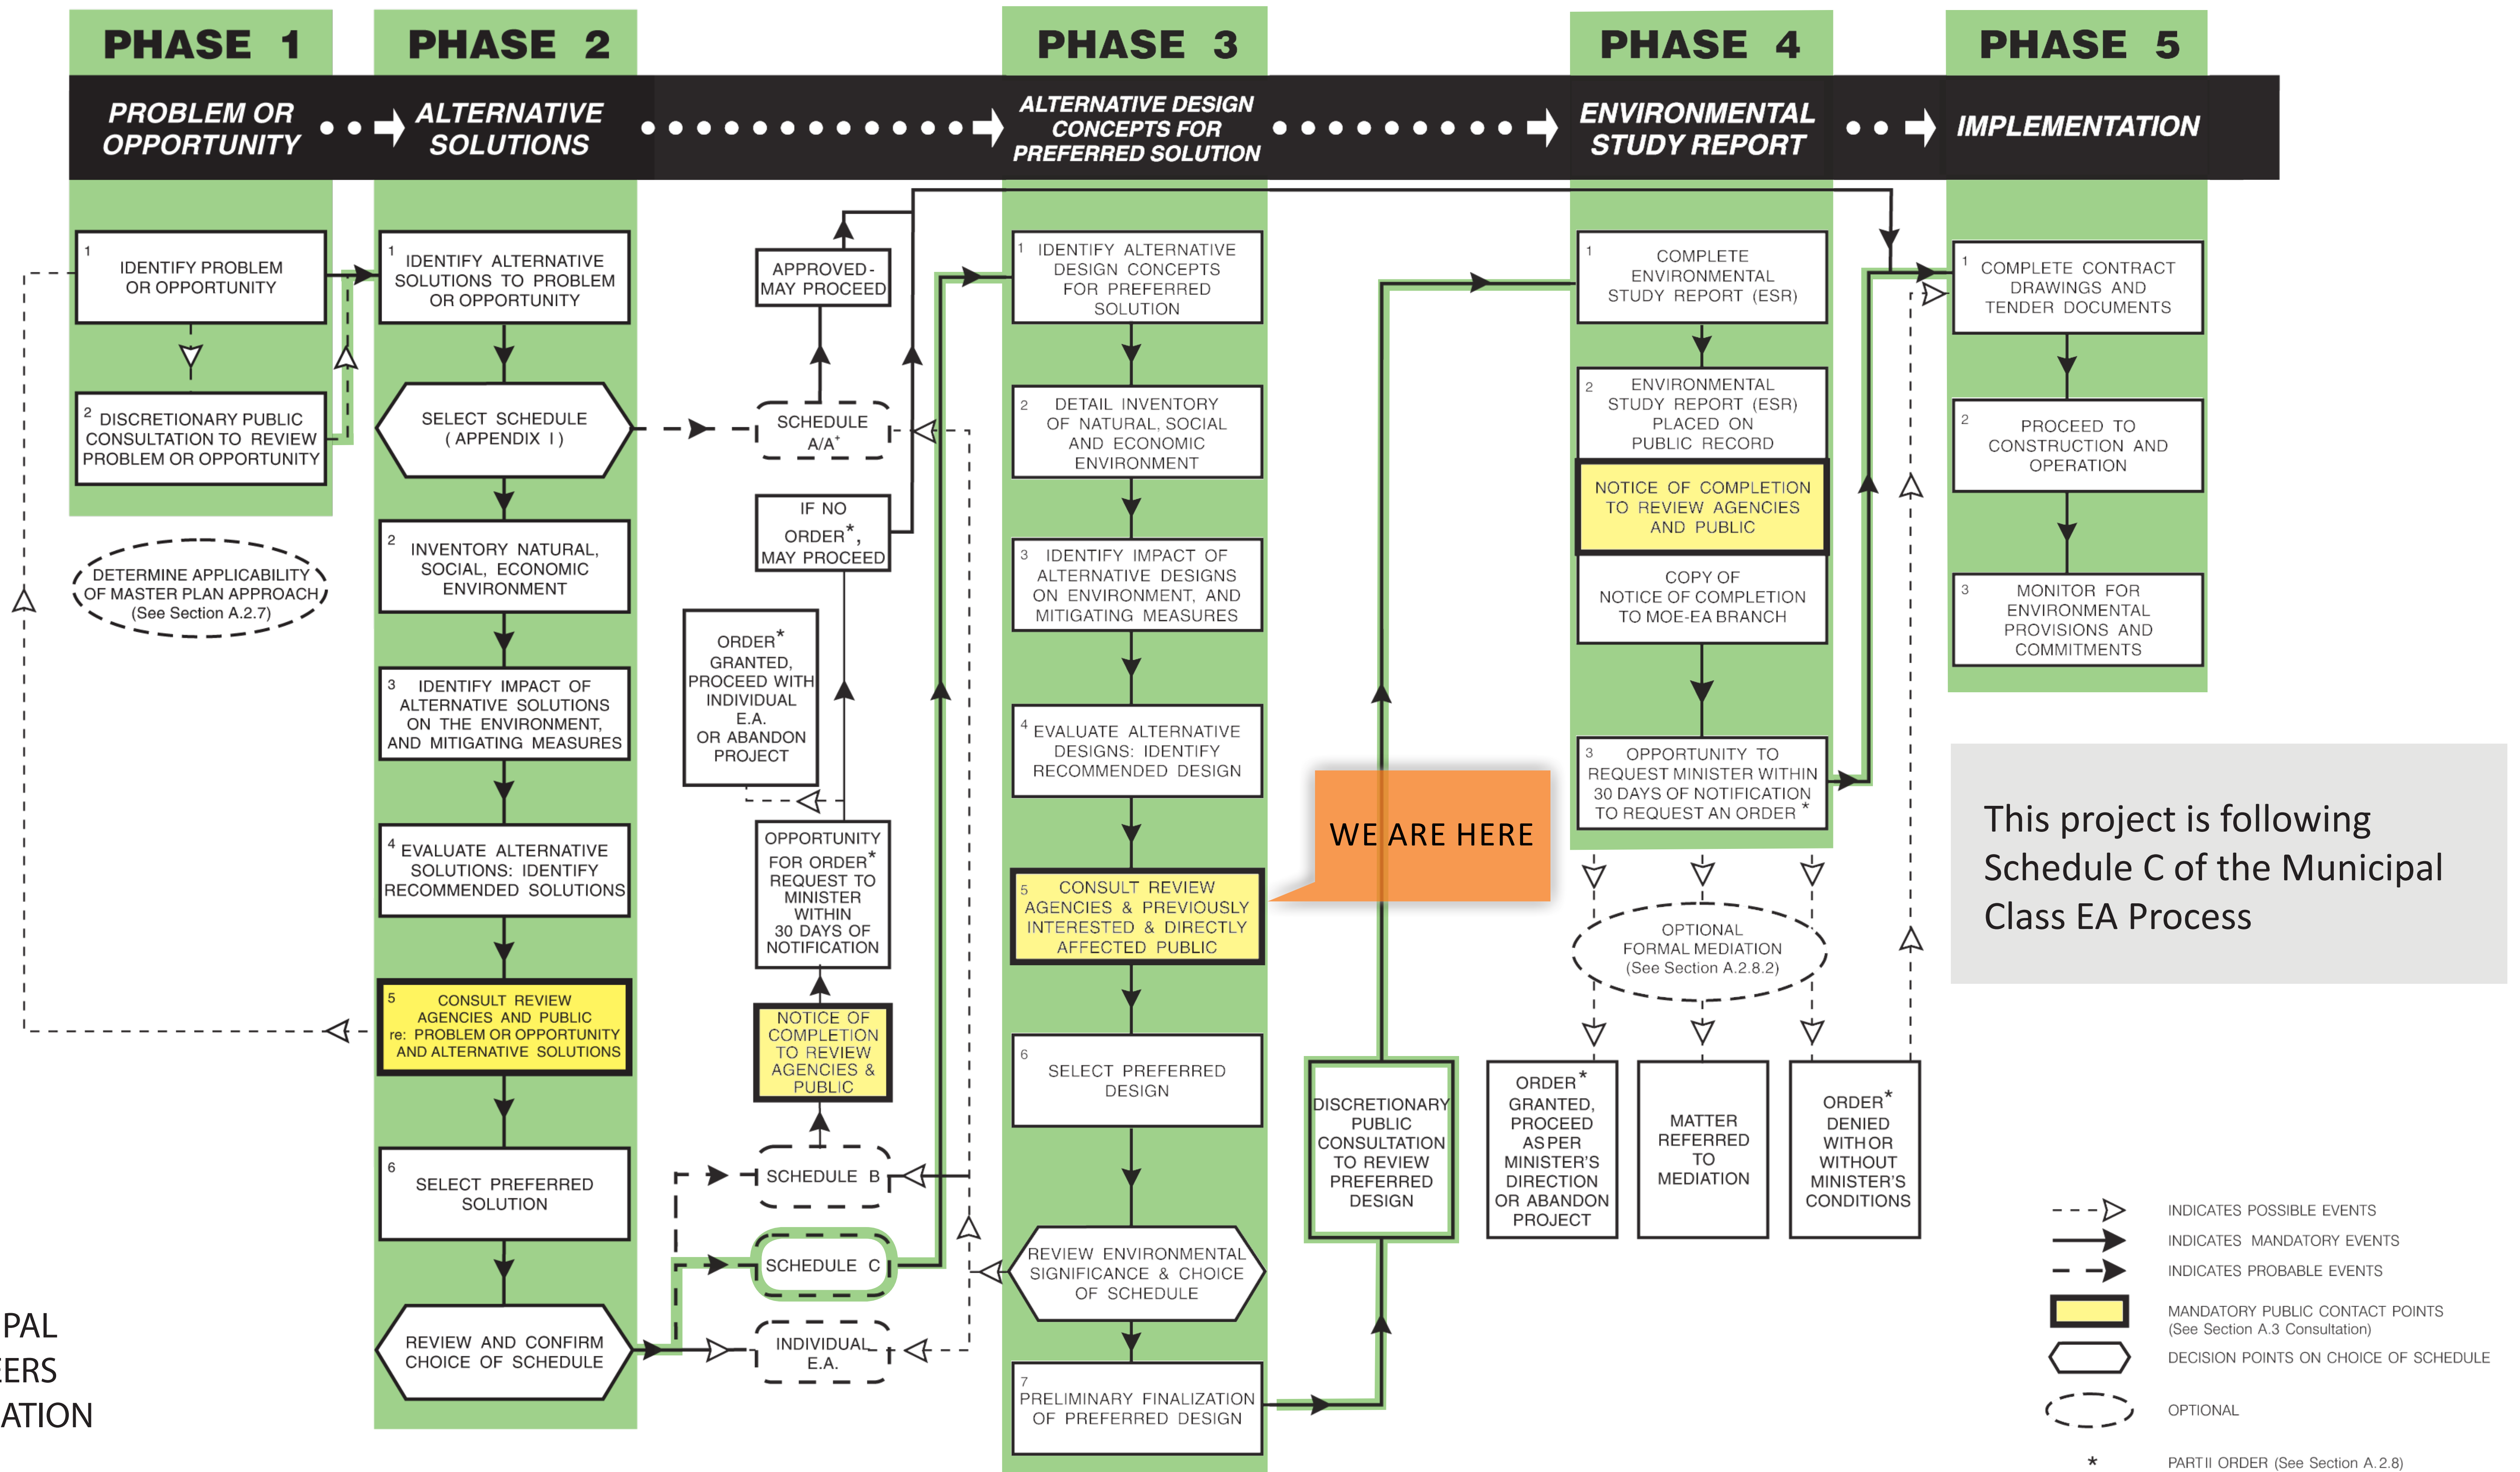 PHASE 1
PROBLEM OR
OPPORTUNITY
1
IDENTIFY PROBLEM
OR OPPORTUNITY
2
DISCRETIONARY PUBLIC
CONSULTATION TO REVIEW
PROBLEM OR OPPORTUNITY
DETERMINE APPLICABILITY
OF MASTER PLAN APPROACH
(See Section A.2.7)
PHASE 2
ALTERNATIVE
SOLUTIONS
1
IDENTIFY ALTERNATIVE
SOLUTIONS TO PROBLEM
OR OPPORTUNITY
SELECT SCHEDULE
( APPENDIX I )
2
INVENTORY NATURAL,
SOCIAL, ECONOMIC
ENVIRONMENT
3
IDENTIFY IMPACT OF
ALTERNATIVE SOLUTIONS
ON THE ENVIRONMENT,
AND MITIGATING MEASURES
4
EVALUATE ALTERNATIVE
SOLUTIONS: IDENTIFY
RECOMMENDED SOLUTIONS
5
CONSULT REVIEW
AGENCIES AND PUBLIC
re: PROBLEM OR OPPORTUNITY
AND ALTERNATIVE SOLUTIONS
6
SELECT PREFERRED
SOLUTION
REVIEW AND CONFIRM
CHOICE OF SCHEDULE
APPROVED-
MAY PROCEED
SCHEDULE
A/A+
IF NO
ORDER*,
MAY PROCEED
ORDER*
GRANTED,
PROCEED WITH
INDIVIDUAL
E.A.
OR ABANDON
PROJECT
OPPORTUNITY
FOR ORDER*
REQUEST TO
MINISTER
WITHIN
30 DAYS OF
NOTIFICATION
NOTICE OF
COMPLETION
TO REVIEW
AGENCIES &
PUBLIC
SCHEDULE B
SCHEDULE C
INDIVIDUAL
E.A.
PHASE 3
ALTERNATIVE DESIGN
CONCEPTS FOR
PREFERRED SOLUTION
1
IDENTIFY ALTERNATIVE
DESIGN CONCEPTS
FOR PREFERRED
SOLUTION
2
DETAIL INVENTORY
OF NATURAL, SOCIAL
AND ECONOMIC
ENVIRONMENT
3
IDENTIFY IMPACT OF
ALTERNATIVE DESIGNS
ON ENVIRONMENT, AND
MITIGATING MEASURES
4
EVALUATE ALTERNATIVE
DESIGNS: IDENTIFY
RECOMMENDED DESIGN
5
CONSULT REVIEW
AGENCIES & PREVIOUSLY
INTERESTED & DIRECTLY
AFFECTED PUBLIC
6
SELECT PREFERRED
DESIGN
REVIEW ENVIRONMENTAL
SIGNIFICANCE & CHOICE
OF SCHEDULE
7
PRELIMINARY FINALIZATION
OF PREFERRED DESIGN
WE ARE HERE
DISCRETIONARY
PUBLIC
CONSULTATION
TO REVIEW
PREFERRED
DESIGN
PHASE 4
ENVIRONMENTAL
STUDY REPORT
1
COMPLETE
ENVIRONMENTAL
STUDY REPORT (ESR)
2
ENVIRONMENTAL
STUDY REPORT (ESR)
PLACED ON
PUBLIC RECORD
NOTICE OF COMPLETION
TO REVIEW AGENCIES
AND PUBLIC
COPY OF
NOTICE OF COMPLETION
TO MOE-EA BRANCH
3
OPPORTUNITY TO
REQUEST MINISTER WITHIN
30 DAYS OF NOTIFICATION
TO REQUEST AN ORDER *
OPTIONAL
FORMAL MEDIATION
(See Section A.2.8.2)
ORDER*
GRANTED,
PROCEED
AS PER
MINISTER'S
DIRECTION
OR ABANDON
PROJECT
MATTER
REFERRED
TO
MEDIATION
ORDER*
DENIED
WITH OR
WITHOUT
MINISTER'S
CONDITIONS
PHASE 5
IMPLEMENTATION
1
COMPLETE CONTRACT
DRAWINGS AND
TENDER DOCUMENTS
2
PROCEED TO
CONSTRUCTION AND
OPERATION
3
MONITOR FOR
ENVIRONMENTAL
PROVISIONS AND
COMMITMENTS
This project is following
Schedule C of the Municipal
Class EA Process
INDICATES POSSIBLE EVENTS
INDICATES MANDATORY EVENTS
INDICATES PROBABLE EVENTS
MANDATORY PUBLIC CONTACT POINTS
(See Section A.3 Consultation)
DECISION POINTS ON CHOICE OF SCHEDULE
OPTIONAL
* PART II ORDER (See Section A.2.8)
IPAL
EERS
ATION